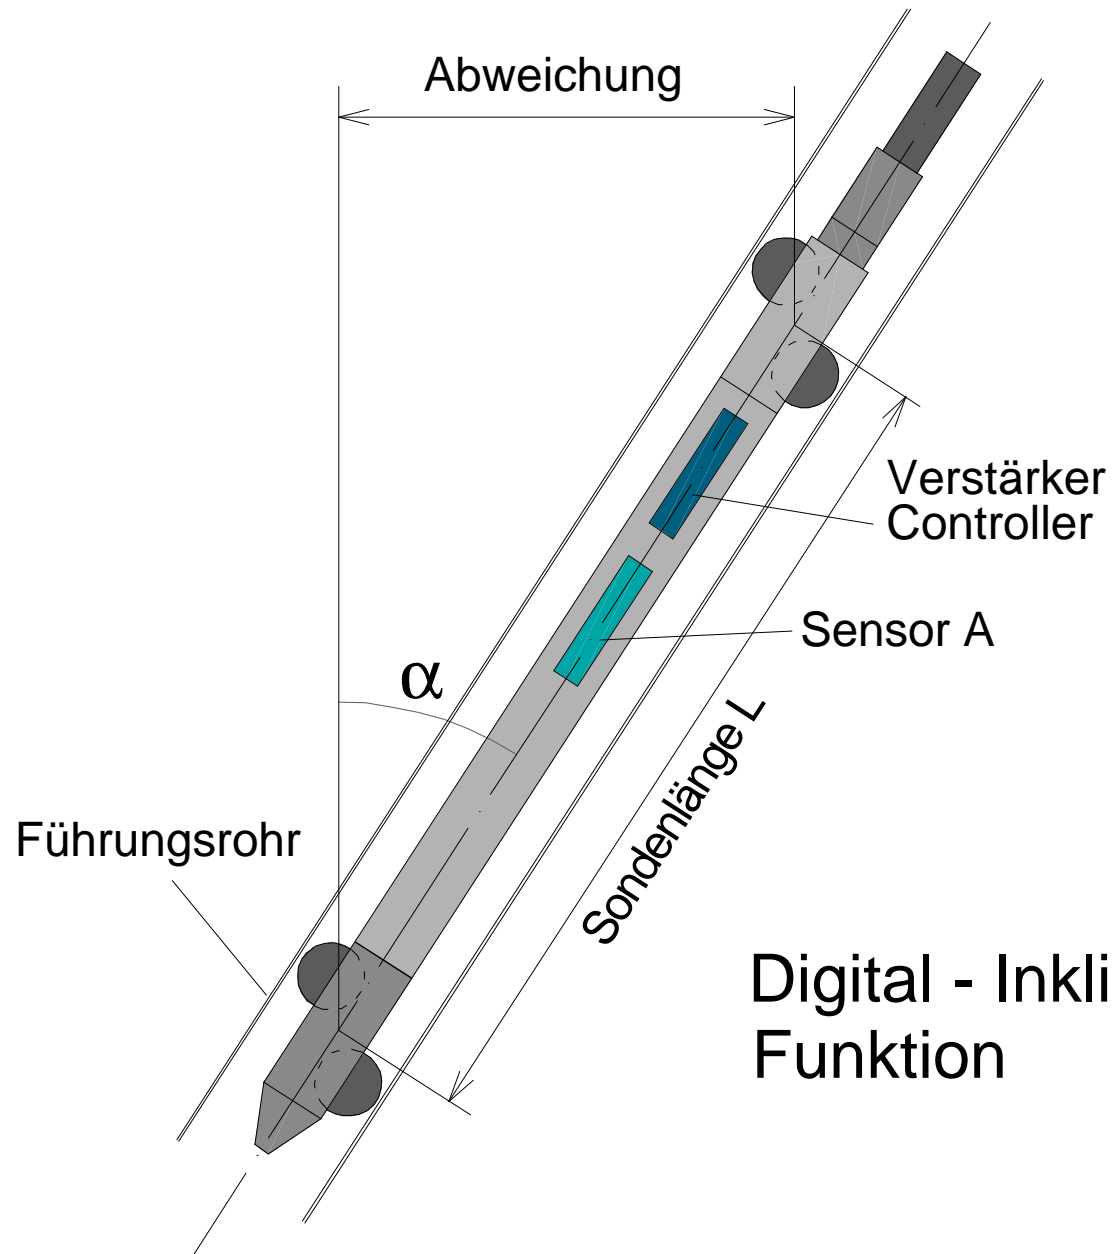 Abweichung
Verstärker
Controller
Sensor A
α
Sondenlänge L
Führungsrohr
Digital - Inkli
Funktion